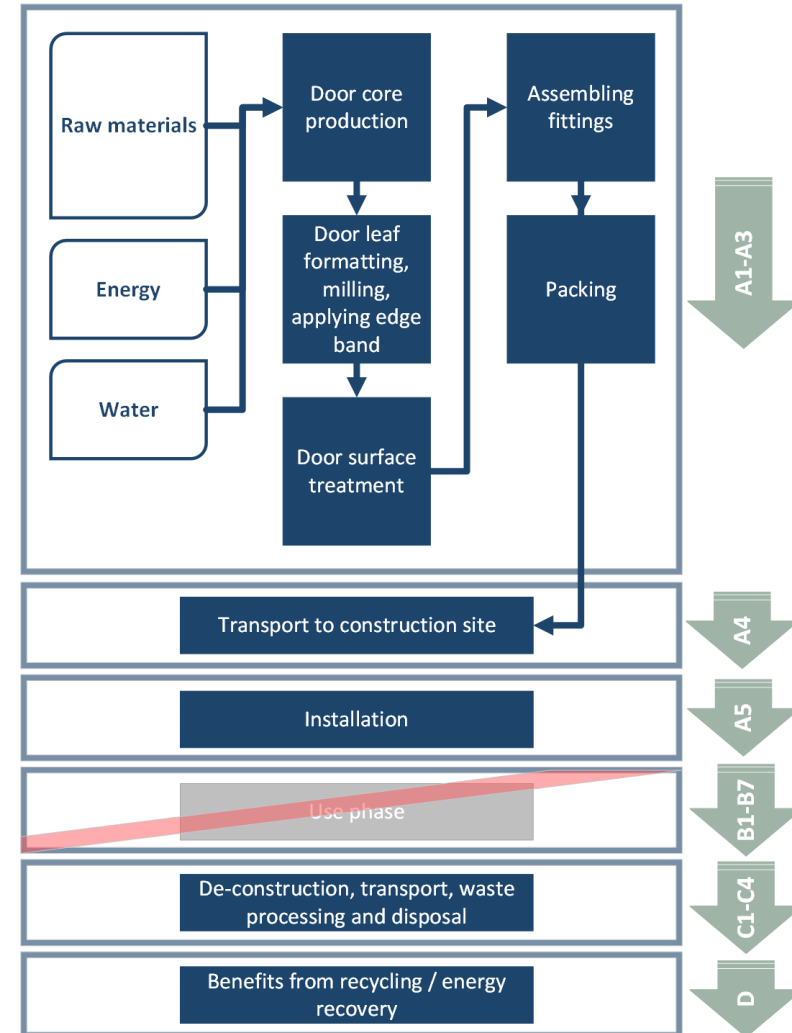 Raw materials
Energy
Water
Door core
production
Door leaf
formatting,
milling,
applying edge
band
Door surface
treatment
Assembling
fittings
Packing
A1-A3
Transport to construction site
A4
Installation
A5
Use phase
B1-B7
De-construction, transport, waste
processing and disposal
C1-C4
Benefits from recycling / energy
recovery
D